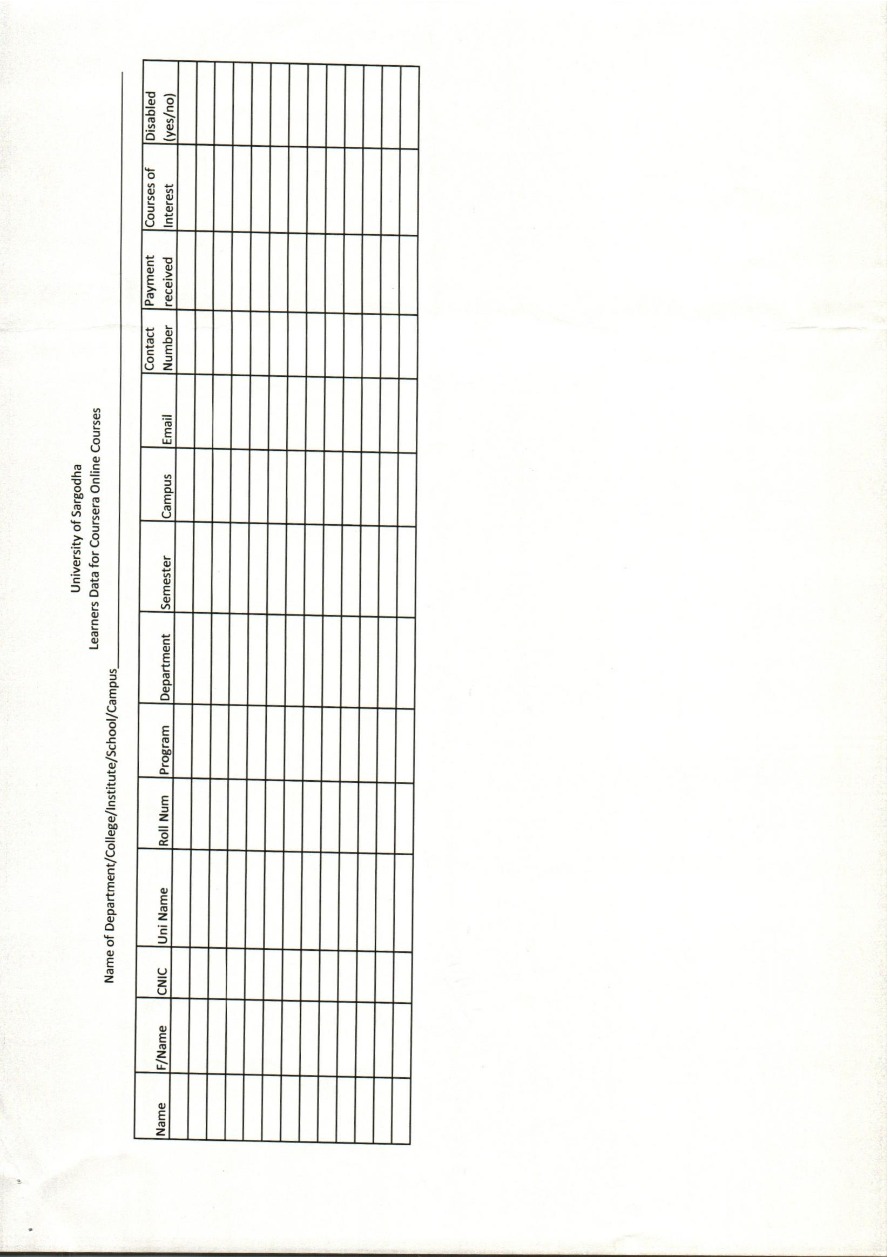 University of Sargodha
Learners Data for Coursera Online Courses
Name of Department/College/Institute/School/Campus
Name F/Name CNIC Uni Name Roll Num Program Department Semester Campus Email Contact Number Payment received Courses of Interest Disabled (yes/no)